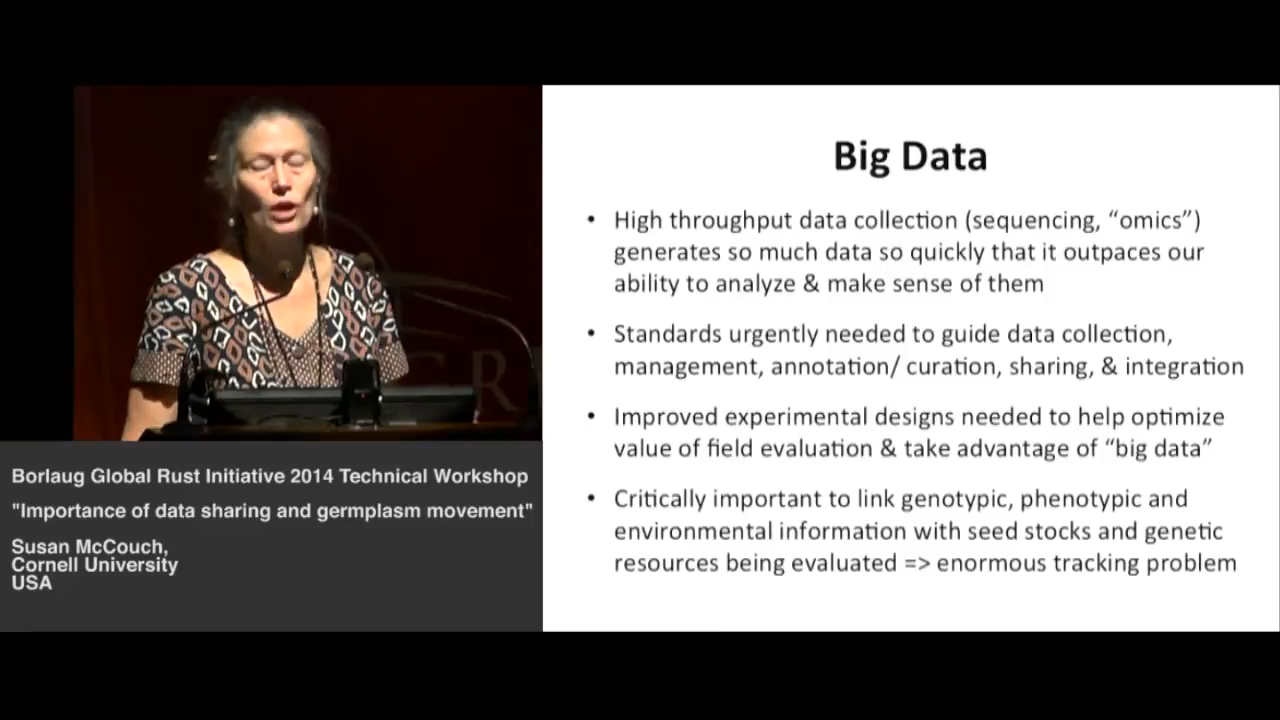 Big Data
• High throughput data collection (sequencing, “omics”)
generates so much data so quickly that it outpaces our
ability to analyze & make sense of them
• Standards urgently needed to guide data collection,
management, annotation/ curation, sharing, & integration
• Improved experimental designs needed to help optimize
value of field evaluation & take advantage of “big data”
• Critically important to link genotypic, phenotypic and
environmental information with seed stocks and genetic
resources being evaluated => enormous tracking problem
Borlaug Global Rust Initiative 2014 Technical Workshop
"Importance of data sharing and germplasm movement"
Susan McCouch,
Cornell University
USA